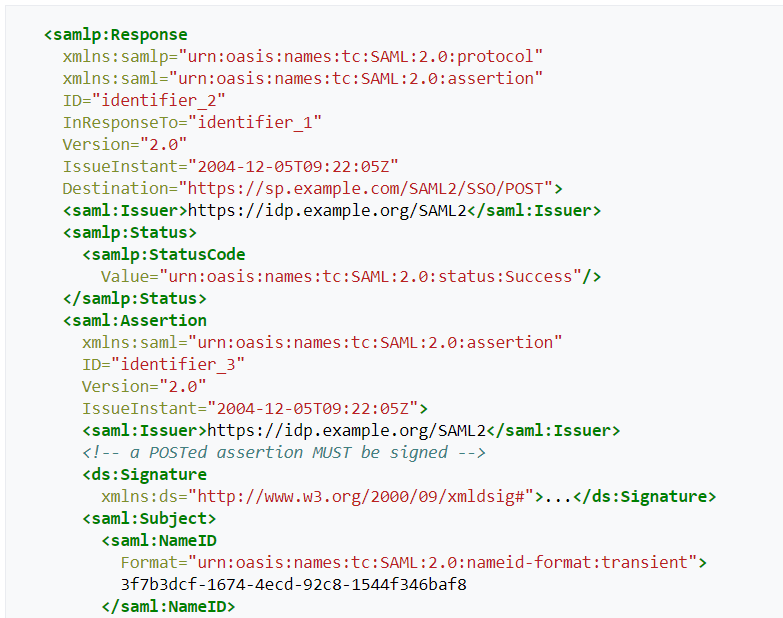 <samlp:Response
xmlns:samlp="urn:oasis:names:tc:SAML:2.0:protocol"
xmlns:saml="urn:oasis:names:tc:SAML:2.0:assertion"
ID="identifier_2"
InResponseTo="identifier_1"
Version="2.0"
IssueInstant="2004-12-05T09:22:05Z"
Destination="https://sp.example.com/SAML2/SSO/POST">
<saml:Issuer>https://idp.example.org/SAML2</saml:Issuer>
<samlp:Status>
<samlp:StatusCode
Value="urn:oasis:names:tc:SAML:2.0:status:Success"/>
</samlp:Status>
<saml:Assertion
xmlns:saml="urn:oasis:names:tc:SAML:2.0:assertion"
ID="identifier_3"
Version="2.0"
IssueInstant="2004-12-05T09:22:05Z">
<saml:Issuer>https://idp.example.org/SAML2</saml:Issuer>
<!-- a POSTed assertion MUST be signed -->
<ds:Signature
xmlns:ds="http://www.w3.org/2000/09/xmldsig#">...</ds:Signature>
<saml:Subject>
<saml:NameID
Format="urn:oasis:names:tc:SAML:2.0:nameid-format:transient">
3f7b3dcf-1674-4ecd-92c8-1544f346baf8
</saml:NameID>